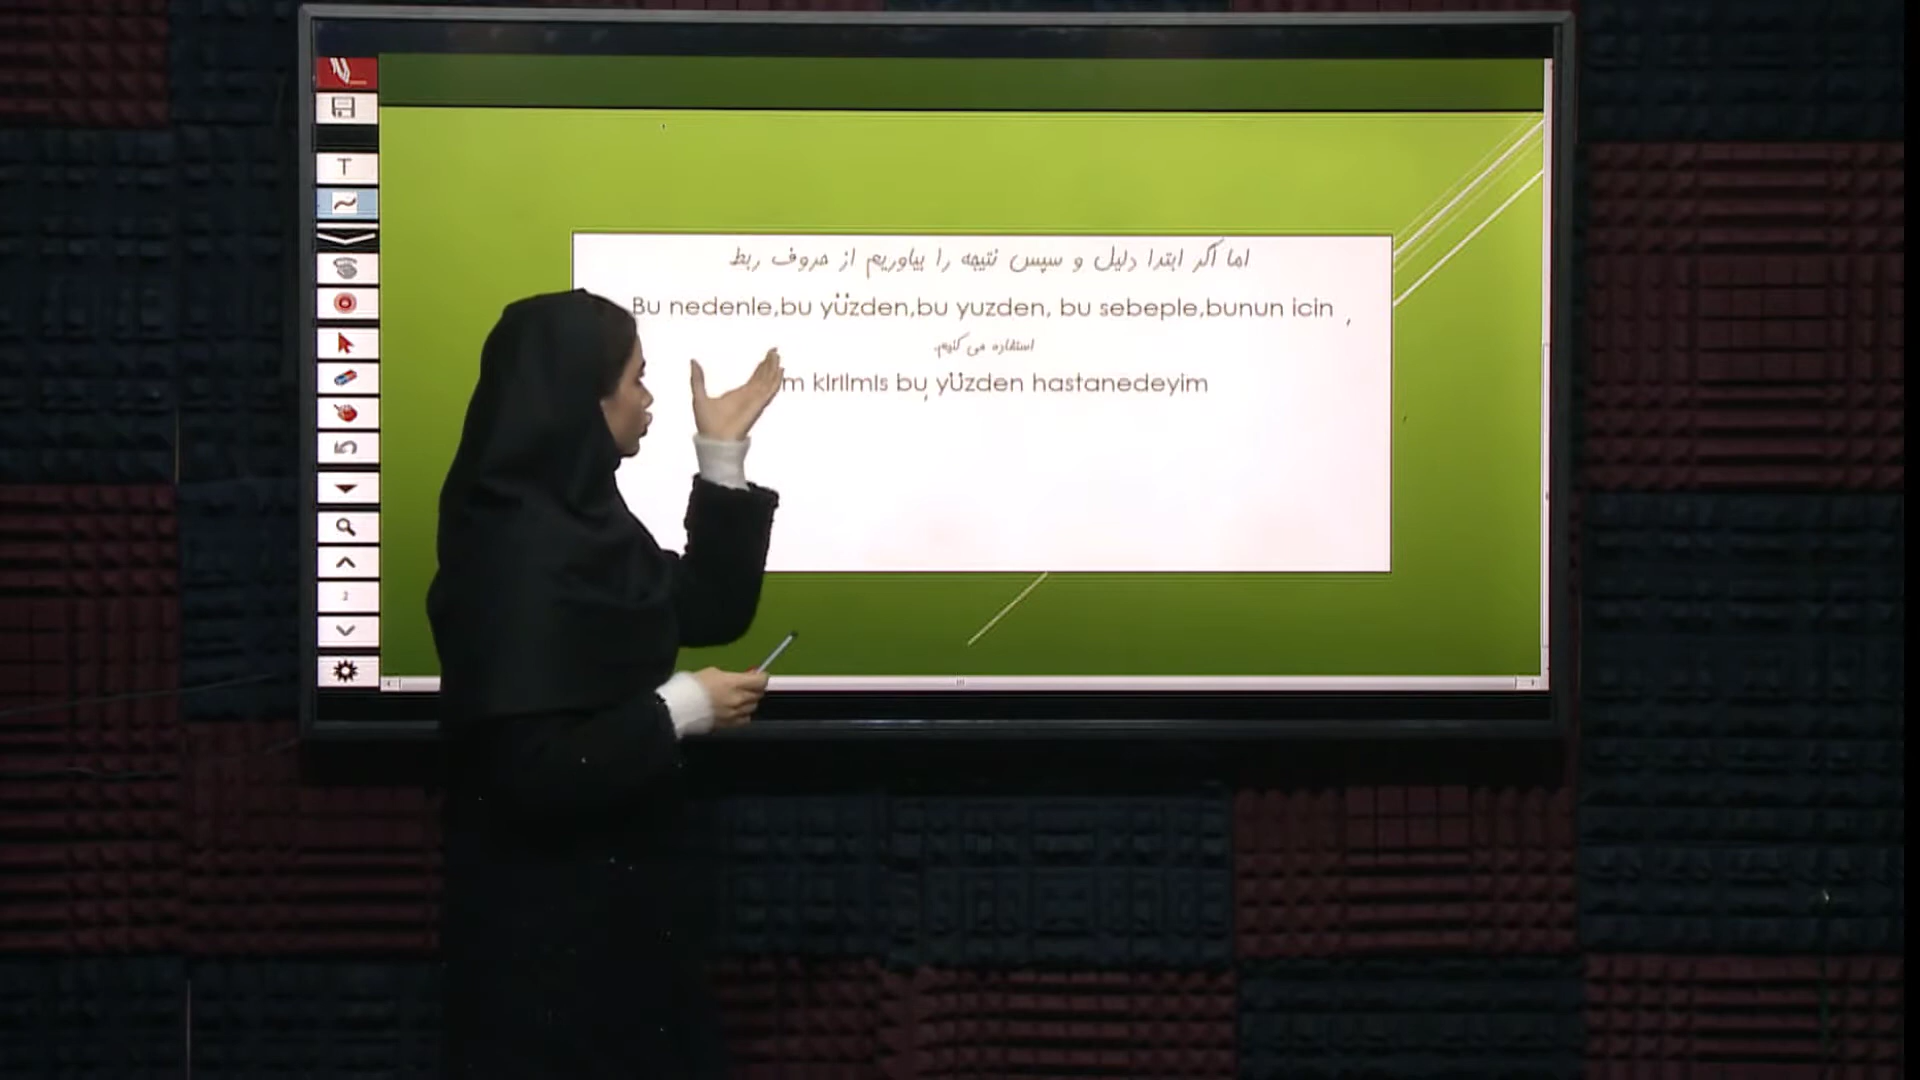 اما اگر ابتدا دلیل و سپس نتیجه را بیاوریم از حروف ربط
Bu nedenle,bu yüzden,bu yuzden, bu sebeple,bunun icin ,
استفاده می کنیم.
kirilmis bu yüzden hastanedeyim
T
2